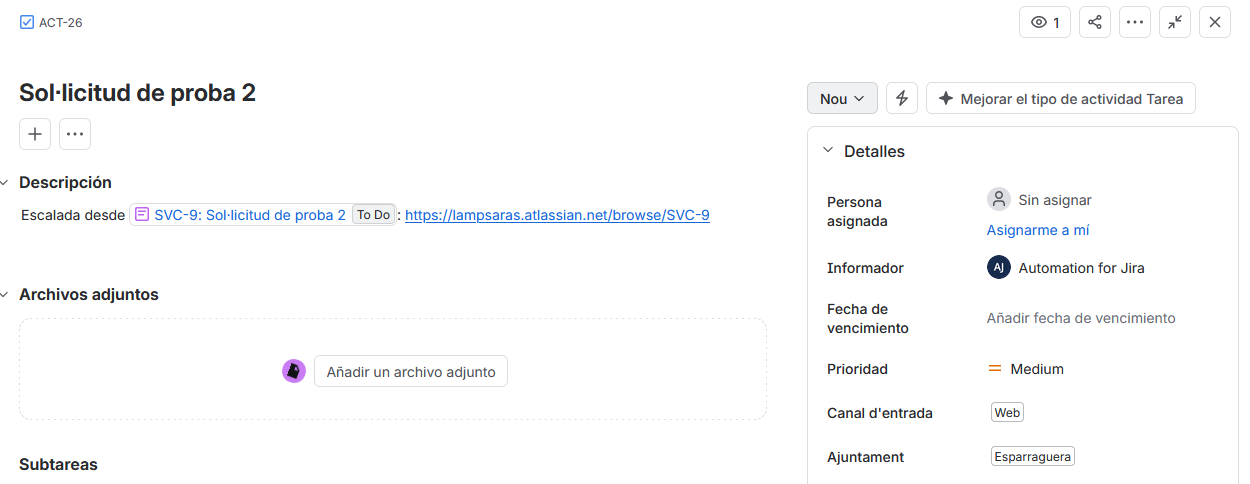 ACT-26
1
Sol·licitud de proba 2
Nou
Mejorar el tipo de actividad Tarea
Descripción
Escalada desde SVC-9: Sol·licitud de proba 2 To Do : https://lampsaras.atlassian.net/browse/SVC-9
Archivos adjuntos
Añadir un archivo adjunto
Subtareas
Detalles
Persona asignada
Sin asignar
Asignarme a mí
Informador
AJ Automation for Jira
Fecha de vencimiento
Añadir fecha de vencimiento
Prioridad
Medium
Canal d'entrada
Web
Ajuntament
Esparraguera